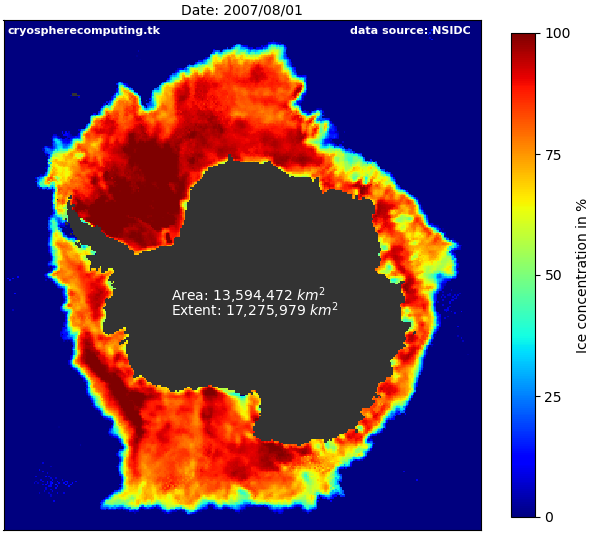 Date: 2007/08/01
cryospherecomputing.tk
data source: NSIDC
100
75
50
25
0
Ice concentration in %
Area: 13,594,472 km²
Extent: 17,275,979 km²